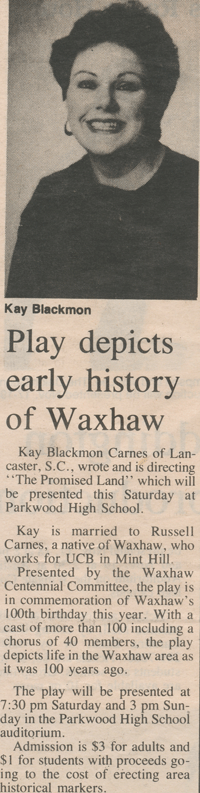 Kay Blackmon
Play depicts
early history
of Waxhaw
Kay Blackmon Carnes of Lan-
caster, S.C., wrote and is directing
‘‘The Promised Land’’ which will
be presented this Saturday at
Parkwood High School.
Kay is married to Russell
Carnes, a native of Waxhaw, who
works for UCB in Mint Hill.
Presented by the Waxhaw
Centennial Committee, the play is
in commemoration of Waxhaw's
100th birthday this year. With a
cast of more than 100 including a
chorus of 40 members, the play
depicts life in the Waxhaw area as
it was 100 years ago.
The play will be presented at
7:30 pm Saturday and 3 pm Sun-
day in the Parkwood High School
auditorium.
Admission is $3 for adults and
$1 for students with proceeds go-
ing to the cost of erecting area
historical markers.